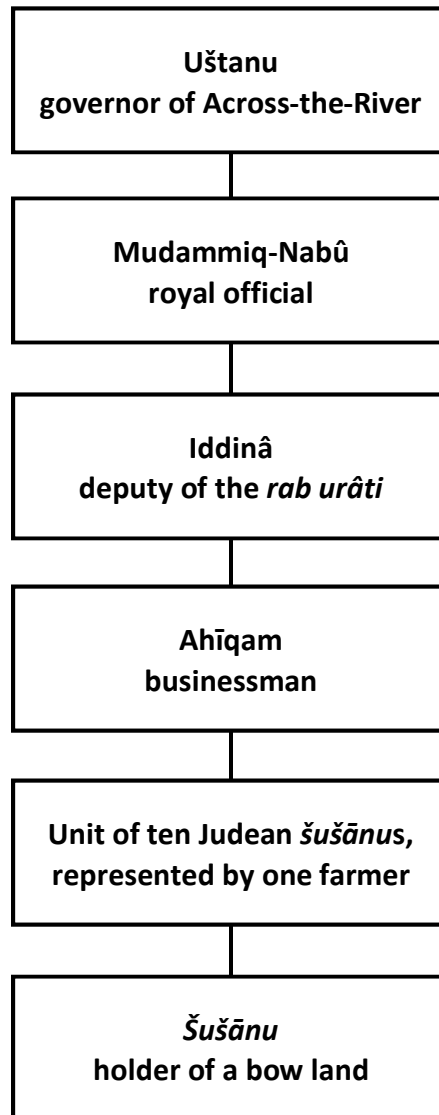 Uštanu
governor of Across-the-River
Mudammiq-Nabû
royal official
Iddinâ
deputy of the rab urâti
Ahīqam
businessman
Unit of ten Judean šušānus,
represented by one farmer
Šušānu
holder of a bow land